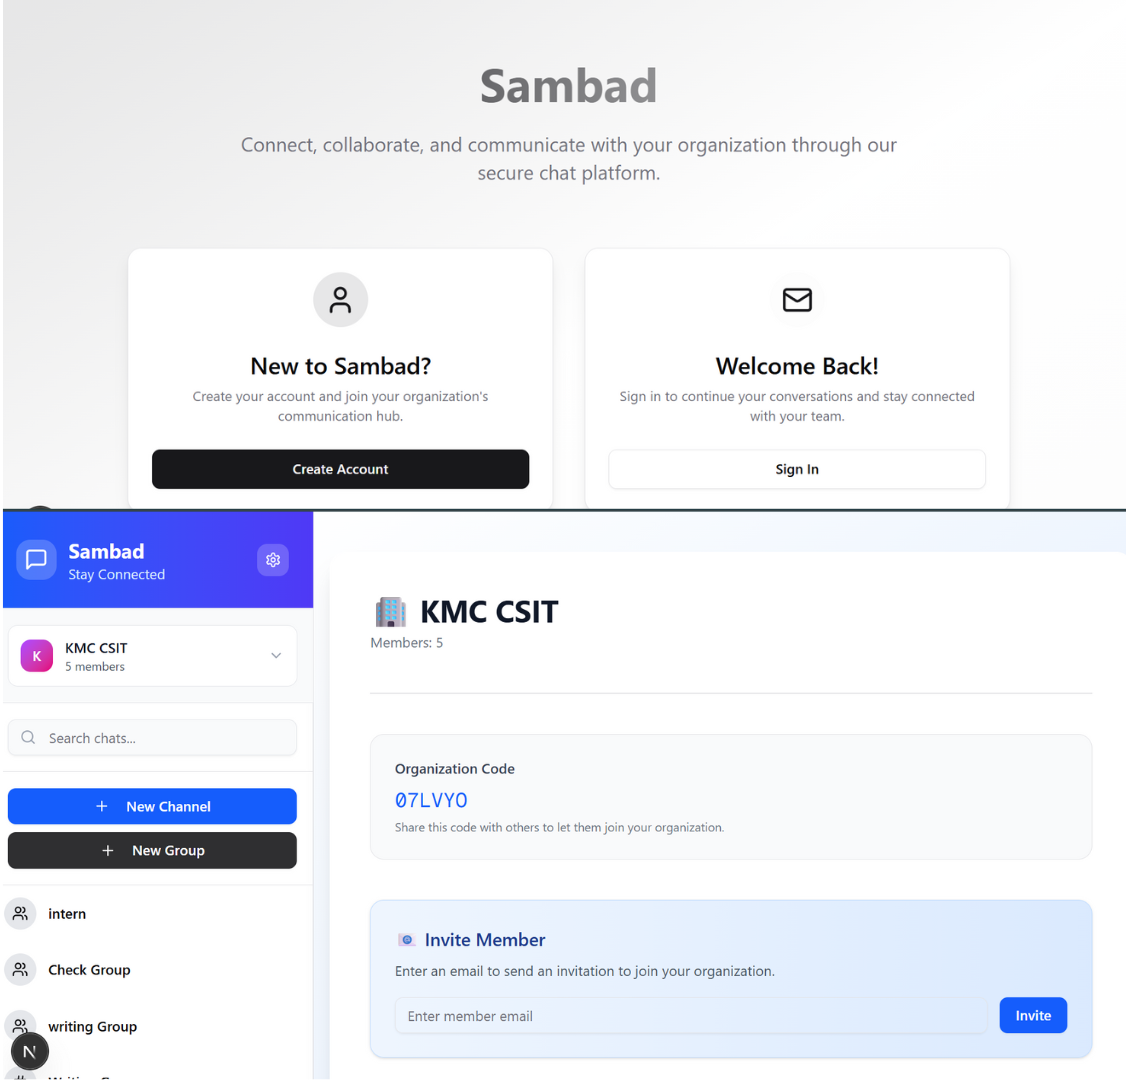 Sambad
Connect, collaborate, and communicate with your organization through our
secure chat platform.
New to Sambad?
Create your account and join your organization's
communication hub.
Create Account
Welcome Back!
Sign in to continue your conversations and stay connected
with your team.
Sign In
Sambad
Stay Connected
K
KMC CSIT
5 members
Search chats...
+ New Channel
+ New Group
intern
Check Group
writing Group
N
KMC CSIT
Members: 5
Organization Code
07LVYO
Share this code with others to let them join your organization.
Invite Member
Enter an email to send an invitation to join your organization.
Enter member email
Invite